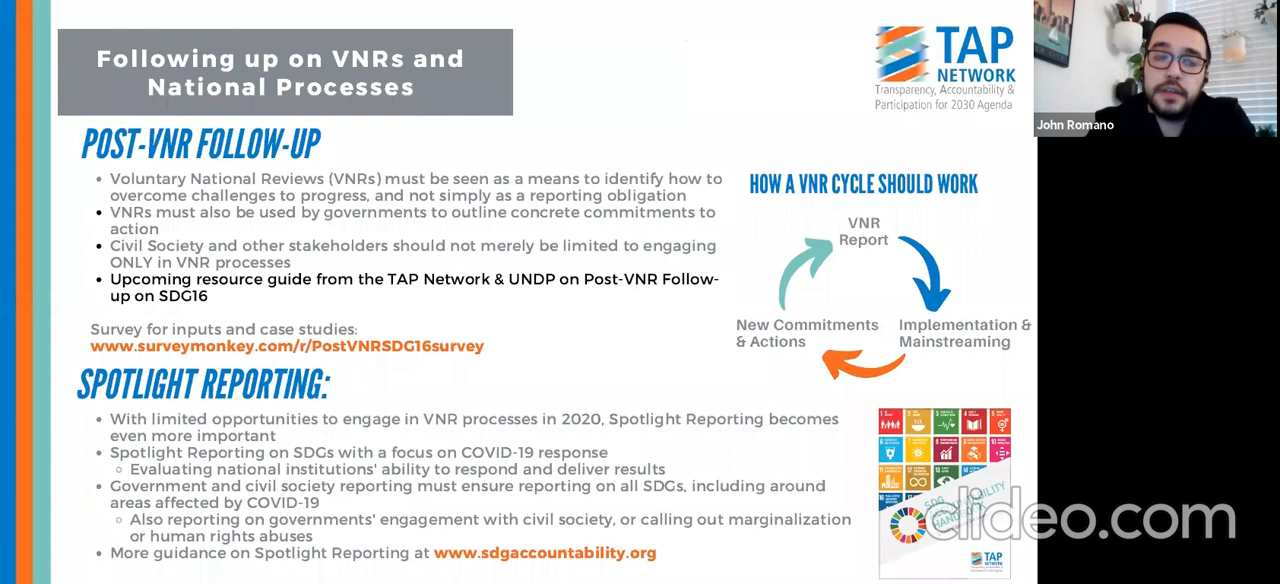 Following up on VNRs and
National Processes
TAP
NETWORK
Transparency, Accountability &
Participation for 2030 Agenda
John Romano
POST-VNR FOLLOW-UP
• Voluntary National Reviews (VNRs) must be seen as a means to identify how to
overcome challenges to progress, and not simply as a reporting obligation
• VNRs must also be used by governments to outline concrete commitments to
action
• Civil Society and other stakeholders should not merely be limited to engaging
ONLY in VNR processes
• Upcoming resource guide from the TAP Network & UNDP on Post-VNR Follow-
up on SDG16
Survey for inputs and case studies:
www.surveymonkey.com/r/PostVNRSDG16survey
HOW A VNR CYCLE SHOULD WORK
VNR
Report
New Commitments
& Actions
Implementation &
Mainstreaming
SPOTLIGHT REPORTING:
• With limited opportunities to engage in VNR processes in 2020, Spotlight Reporting becomes
even more important
• Spotlight Reporting on SDGs with a focus on COVID-19 response
○ Evaluating national institutions' ability to respond and deliver results
• Government and civil society reporting must ensure reporting on all SDGs, including around
areas affected by COVID-19
○ Also reporting on governments' engagement with civil society, or calling out marginalization
or human rights abuses
• More guidance on Spotlight Reporting at www.sdgaccountability.org
SDG
clideo.com
TAP
NETWORK